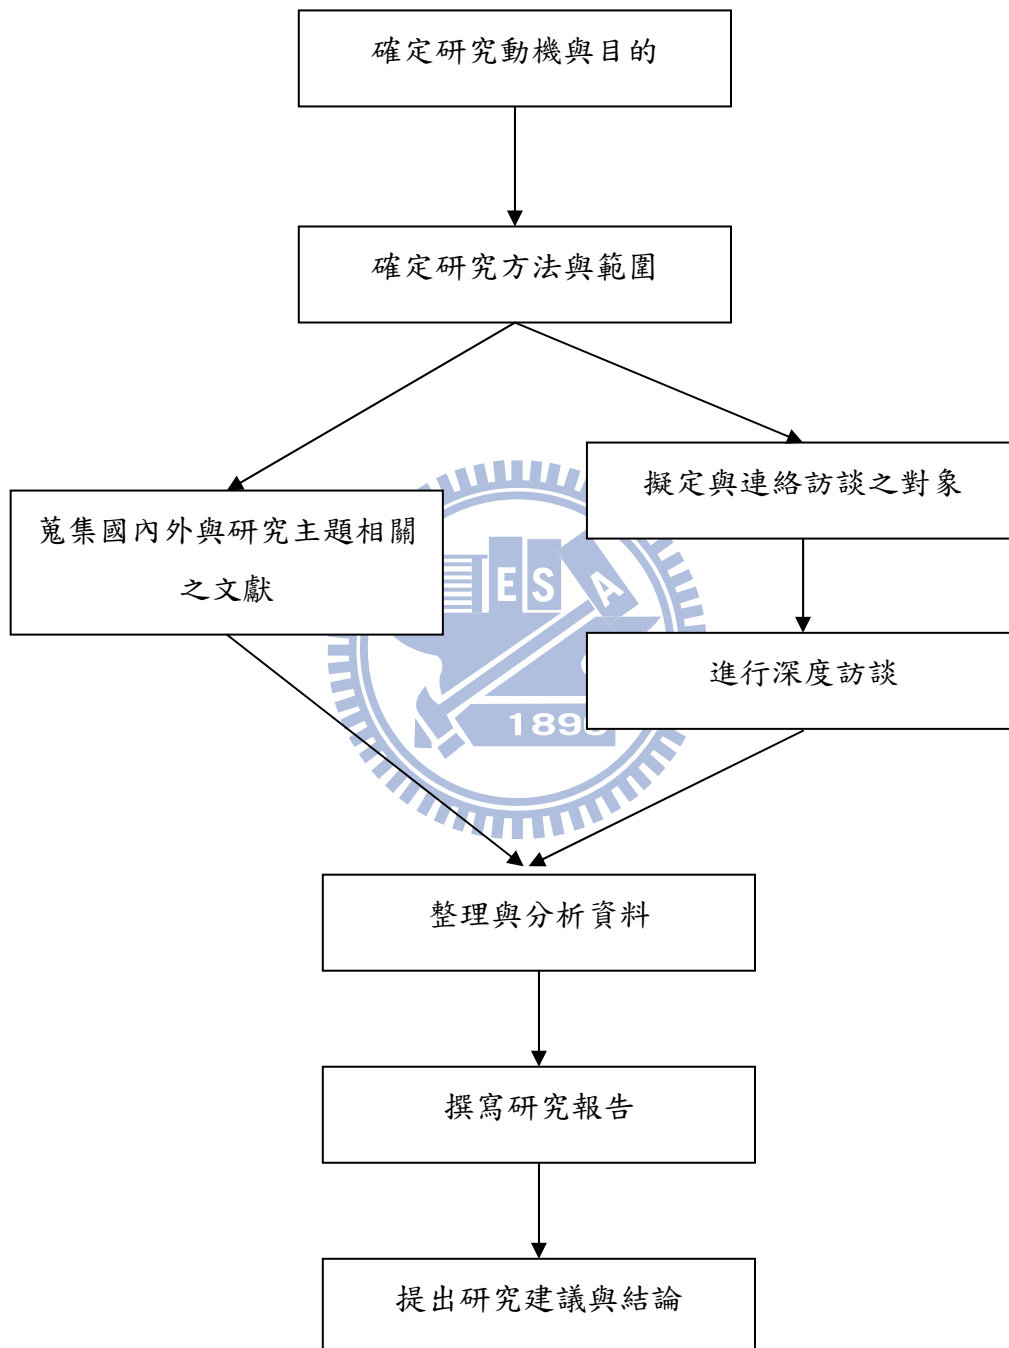 確定研究動機與目的
確定研究方法與範圍
擬定與連絡訪談之對象
蒐集國內外與研究主題相關
之文獻
E S A
進行深度訪談
189
整理與分析資料
撰寫研究報告
提出研究建議與結論